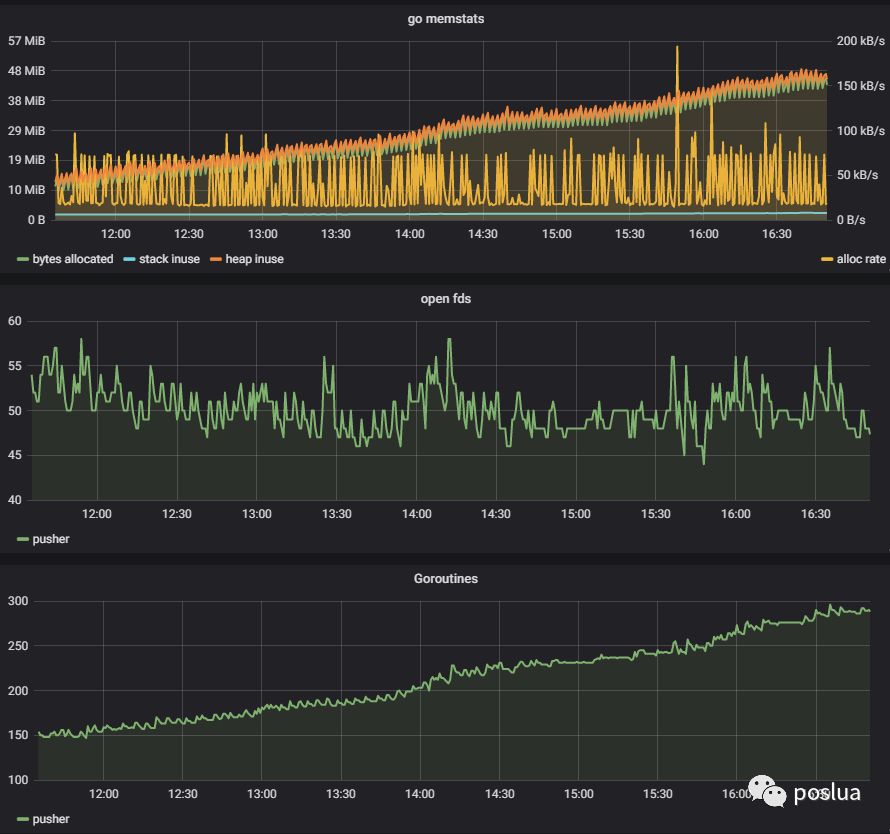 go memstats
57 MiB
48 MiB
38 MiB
29 MiB
19 MiB
10 MiB
0 B
200 kB/s
150 kB/s
100 kB/s
50 kB/s
0 B/s
12:00 12:30 13:00 13:30 14:00 14:30 15:00 15:30 16:00 16:30
bytes allocated stack inuse heap inuse alloc rate
open fds
60
55
50
45
40
12:00 12:30 13:00 13:30 14:00 14:30 15:00 15:30 16:00 16:30
pusher
Goroutines
300
250
200
150
100
12:00 12:30 13:00 13:30 14:00 14:30 15:00 15:30 16:00 16:30
poslua
pusher